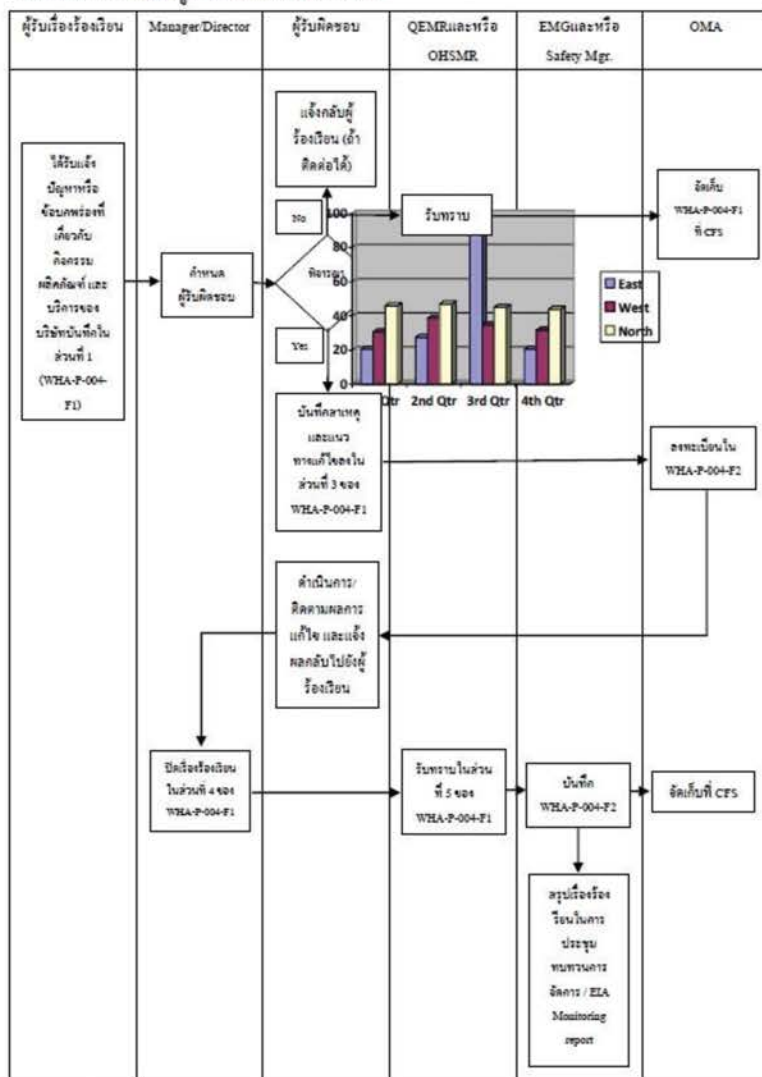 ผู้รับเรื่องร้องเรียน
Manager/Director
ผู้รับผิดชอบ
QEMRและหรือ
OHSMR
EMGและหรือ
Safety Mgr.
OMA
ได้รับแจ้ง
ปัญหาหรือ
ข้อบกพร่องที่
เกี่ยวกับ
กิจกรรม
ผลิตภัณฑ์ และ
บริการของ
บริษัทบันทึกใน
ส่วนที่ 1
(WHA-P-004-
F1)
กำหนด
ผู้รับผิดชอบ
แจ้งกลับผู้
ร้องเรียน (ถ้า
ติดต่อได้)
No
พิจารณา
Yes
รับทราบ
จัดเก็บ
WHA-P-004-F1
ที่ CFS
100
80
60
40
20
0
Qtr 2nd Qtr 3rd Qtr 4th Qtr
East
West
North
บันทึกสาเหตุ
และแนว
ทางแก้ไขลงใน
ส่วนที่ 3 ของ
WHA-P-004-F1
ลงทะเบียนใน
WHA-P-004-F2
ดำเนินการ/
ติดตามผลการ
แก้ไข และแจ้ง
ผลกลับไปยังผู้
ร้องเรียน
ปิดเรื่องร้องเรียน
ในส่วนที่ 4 ของ
WHA-P-004-F1
รับทราบในส่วน
ที่ 5 ของ
WHA-P-004-F1
บันทึก
WHA-P-004-F2
จัดเก็บที่ CFS
สรุปเรื่องร้อง
เรียนในการ
ประชุม
ทบทวนการ
จัดการ / EIA
Monitoring
report